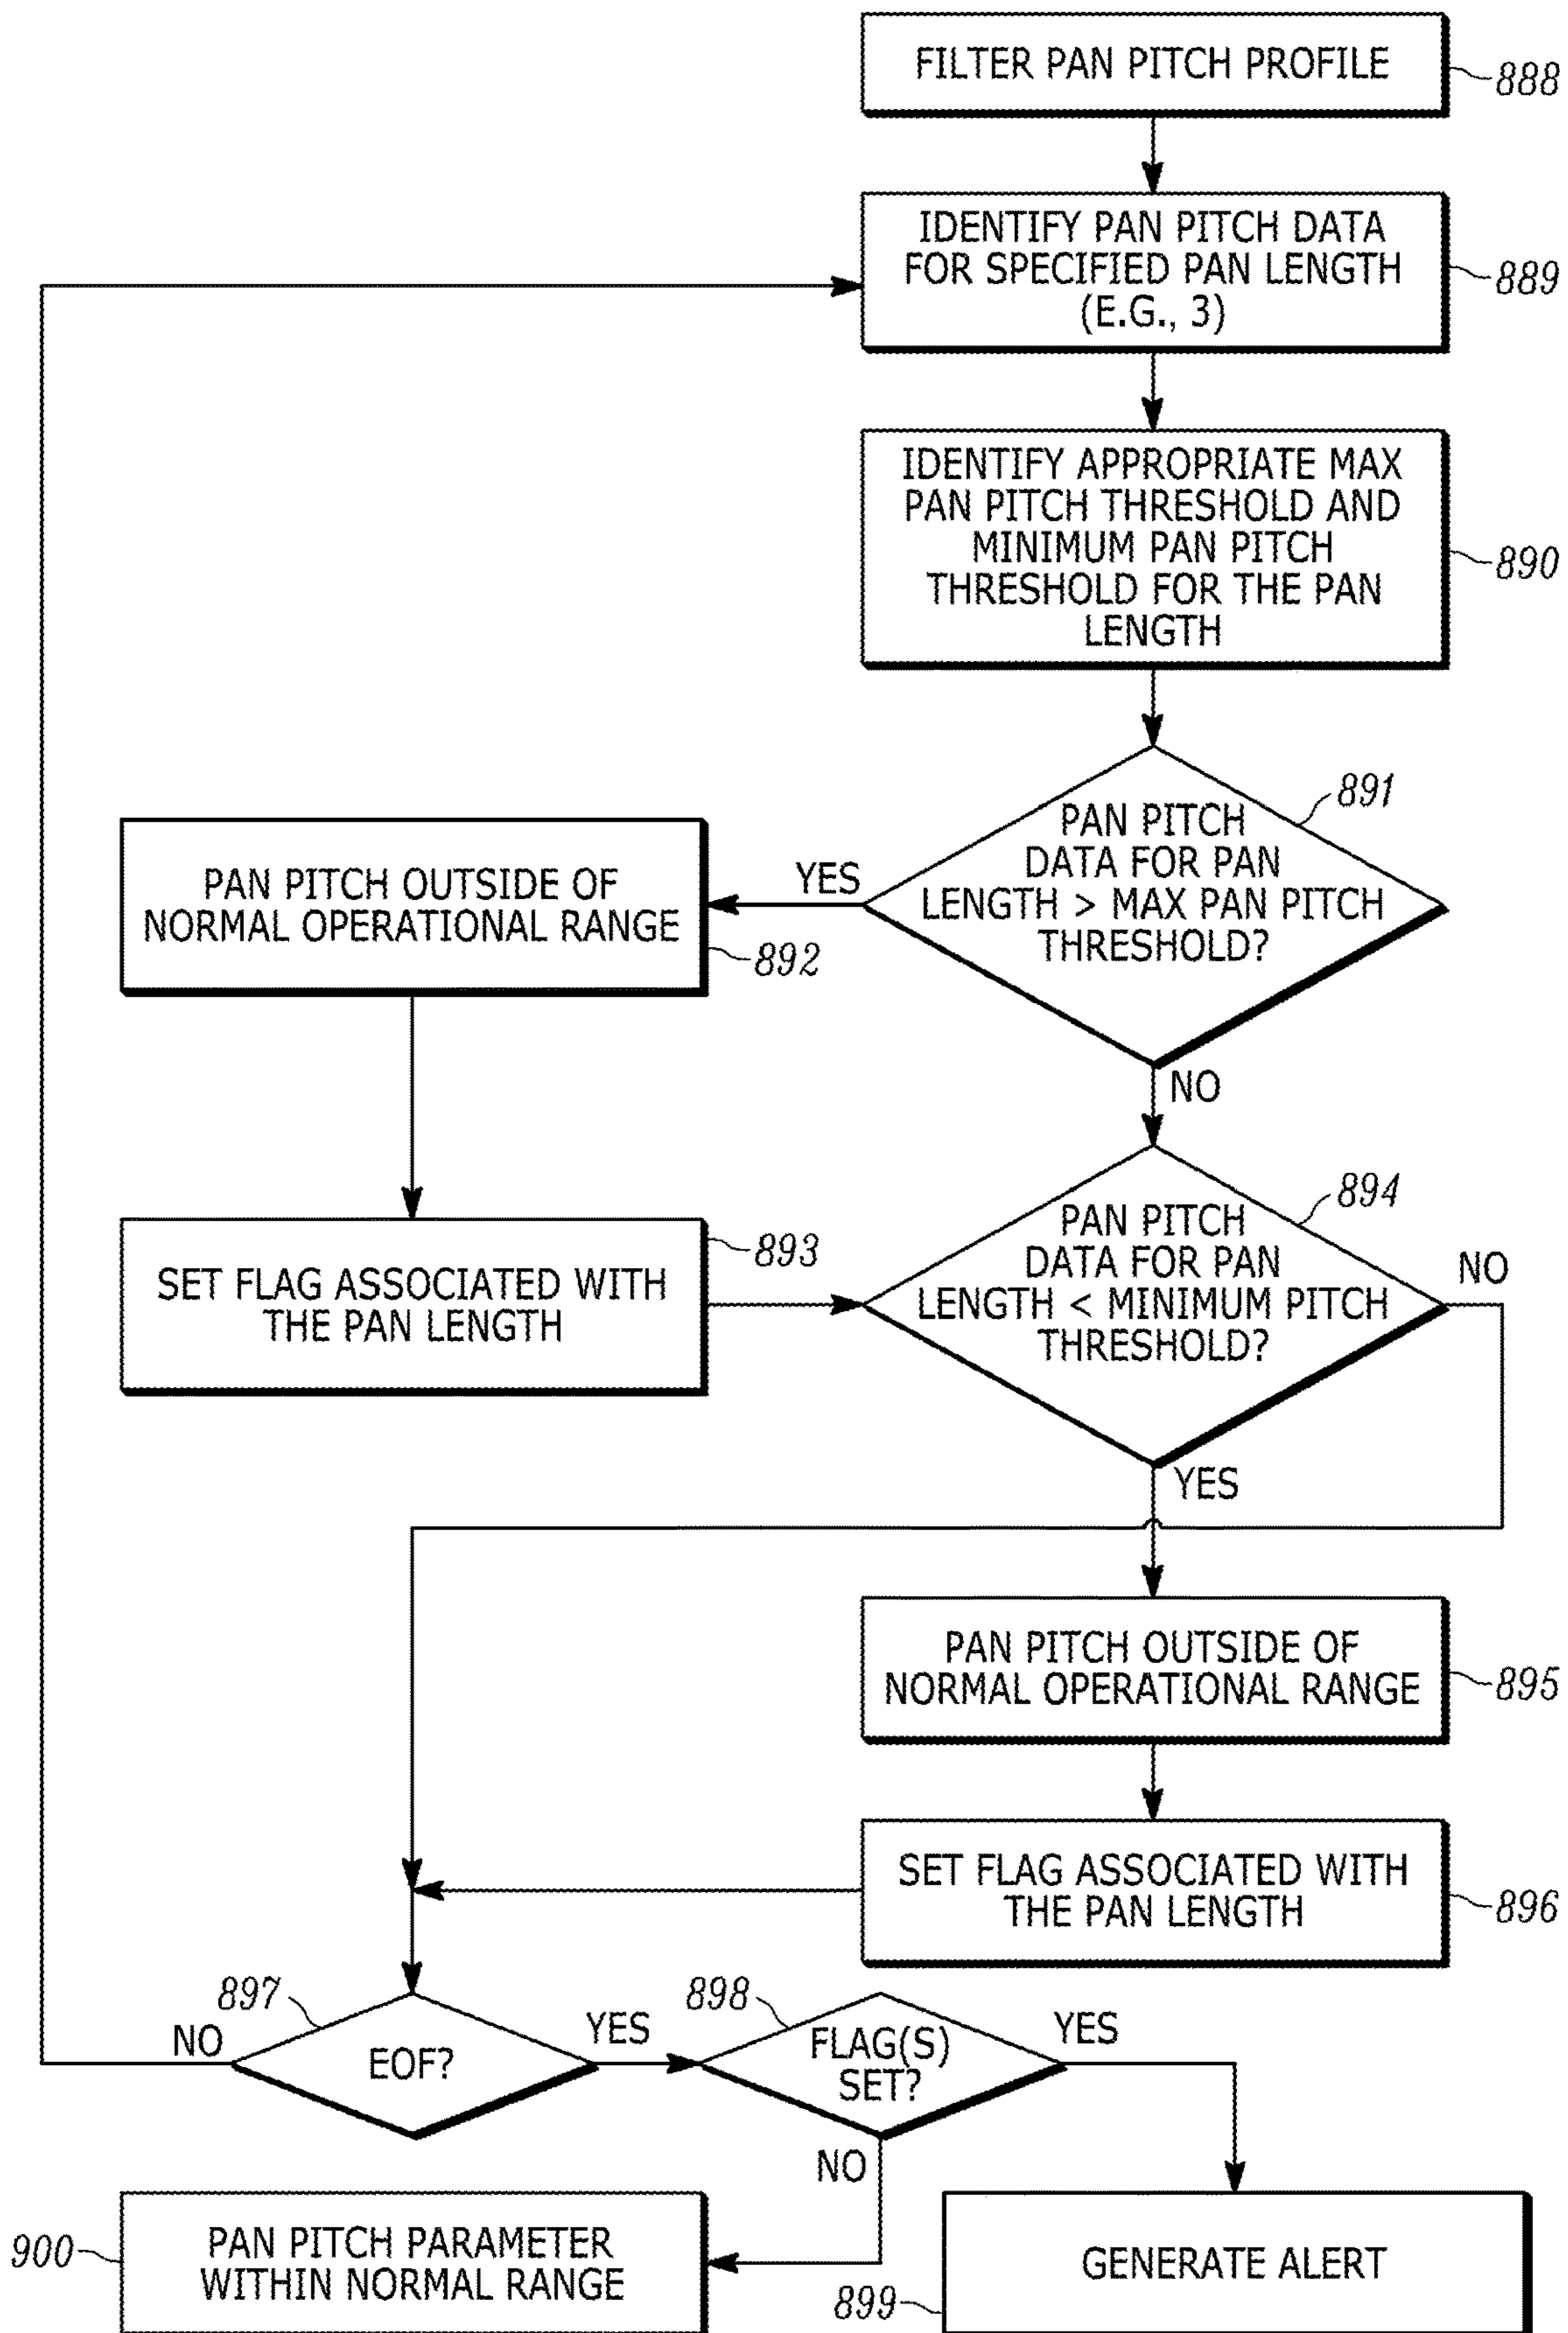 FILTER PAN PITCH PROFILE
888
IDENTIFY PAN PITCH DATA
FOR SPECIFIED PAN LENGTH
(E.G., 3)
889
IDENTIFY APPROPRIATE MAX
PAN PITCH THRESHOLD AND
MINIMUM PAN PITCH
THRESHOLD FOR THE PAN
LENGTH
890
891
PAN PITCH
DATA FOR PAN
LENGTH > MAX PAN PITCH
THRESHOLD?
YES
NO
PAN PITCH OUTSIDE OF
NORMAL OPERATIONAL RANGE
892
SET FLAG ASSOCIATED WITH
THE PAN LENGTH
893
894
PAN PITCH
DATA FOR PAN
LENGTH < MINIMUM PITCH
THRESHOLD?
NO
YES
PAN PITCH OUTSIDE OF
NORMAL OPERATIONAL RANGE
895
SET FLAG ASSOCIATED WITH
THE PAN LENGTH
896
897
NO
EOF?
YES
898
FLAG(S)
SET?
YES
NO
900
PAN PITCH PARAMETER
WITHIN NORMAL RANGE
899
GENERATE ALERT